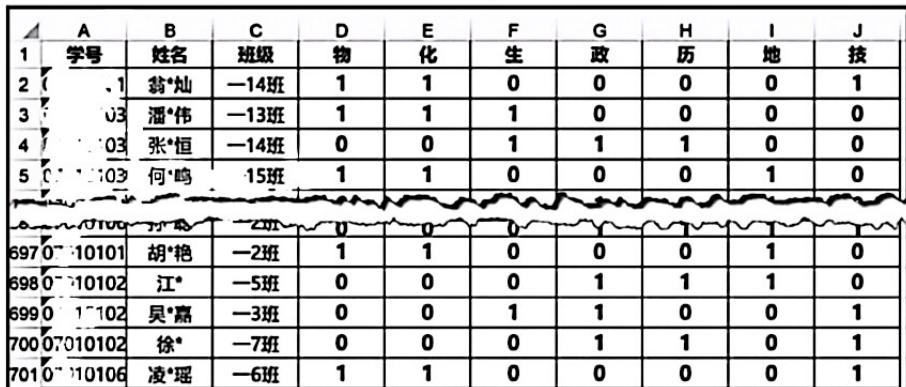 A B C D E F G H I J
1 学号 姓名 班级 物 化 生 政 历 地 技
2 翁*灿 一14班 1 1 0 0 0 0 1
3 03 潘*伟 一13班 1 1 1 0 0 0 0
4 03 张*恒 一14班 0 0 1 1 1 0 0
5 103 何*鸣 15班 1 1 0 0 0 1 0
697 10101 胡*艳 一2班 1 1 0 0 0 1 0
698 10102 江* 一5班 0 0 0 1 1 1 0
699 102 吴*嘉 一3班 0 0 1 1 0 0 1
700 07010102 徐* 一7班 0 0 0 1 1 0 1
701 10106 凌*瑶 一6班 1 1 0 0 0 0 1